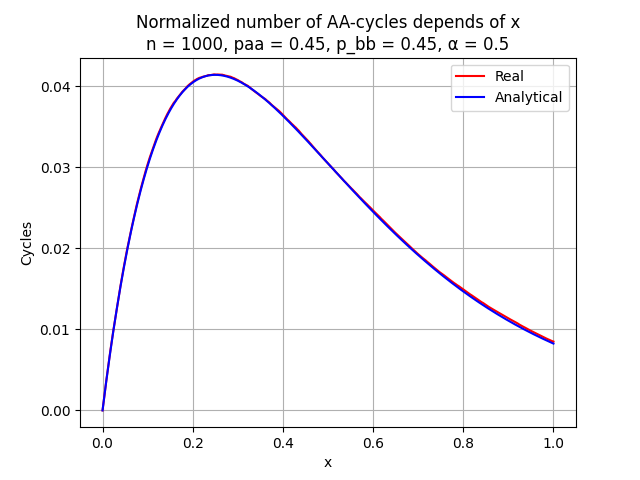 Normalized number of AA-cycles depends of x
n = 1000, paa = 0.45, p_bb = 0.45, α = 0.5
Real
Analytical
0.04
0.03
0.02
0.01
0.00
Cycles
0.0 0.2 0.4 0.6 0.8 1.0
x